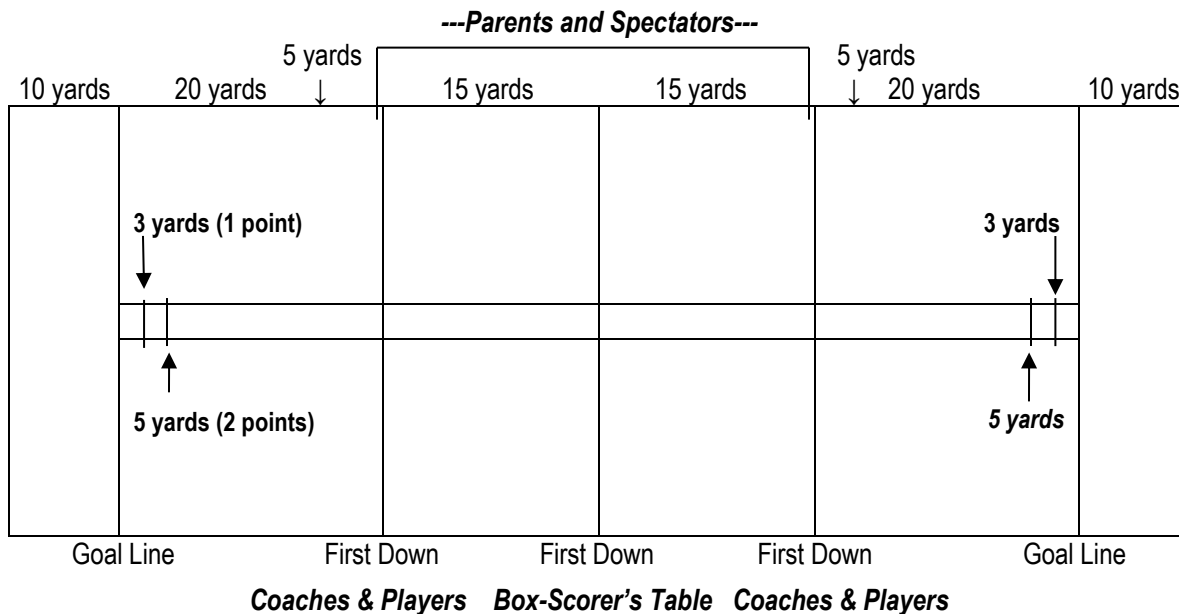 ---Parents and Spectators---
5 yards 5 yards
10 yards 20 yards ↓ 15 yards 15 yards ↓ 20 yards 10 yards
3 yards (1 point) 3 yards
5 yards (2 points) 5 yards
Goal Line First Down First Down First Down Goal Line
Coaches & Players Box-Scorer's Table Coaches & Players